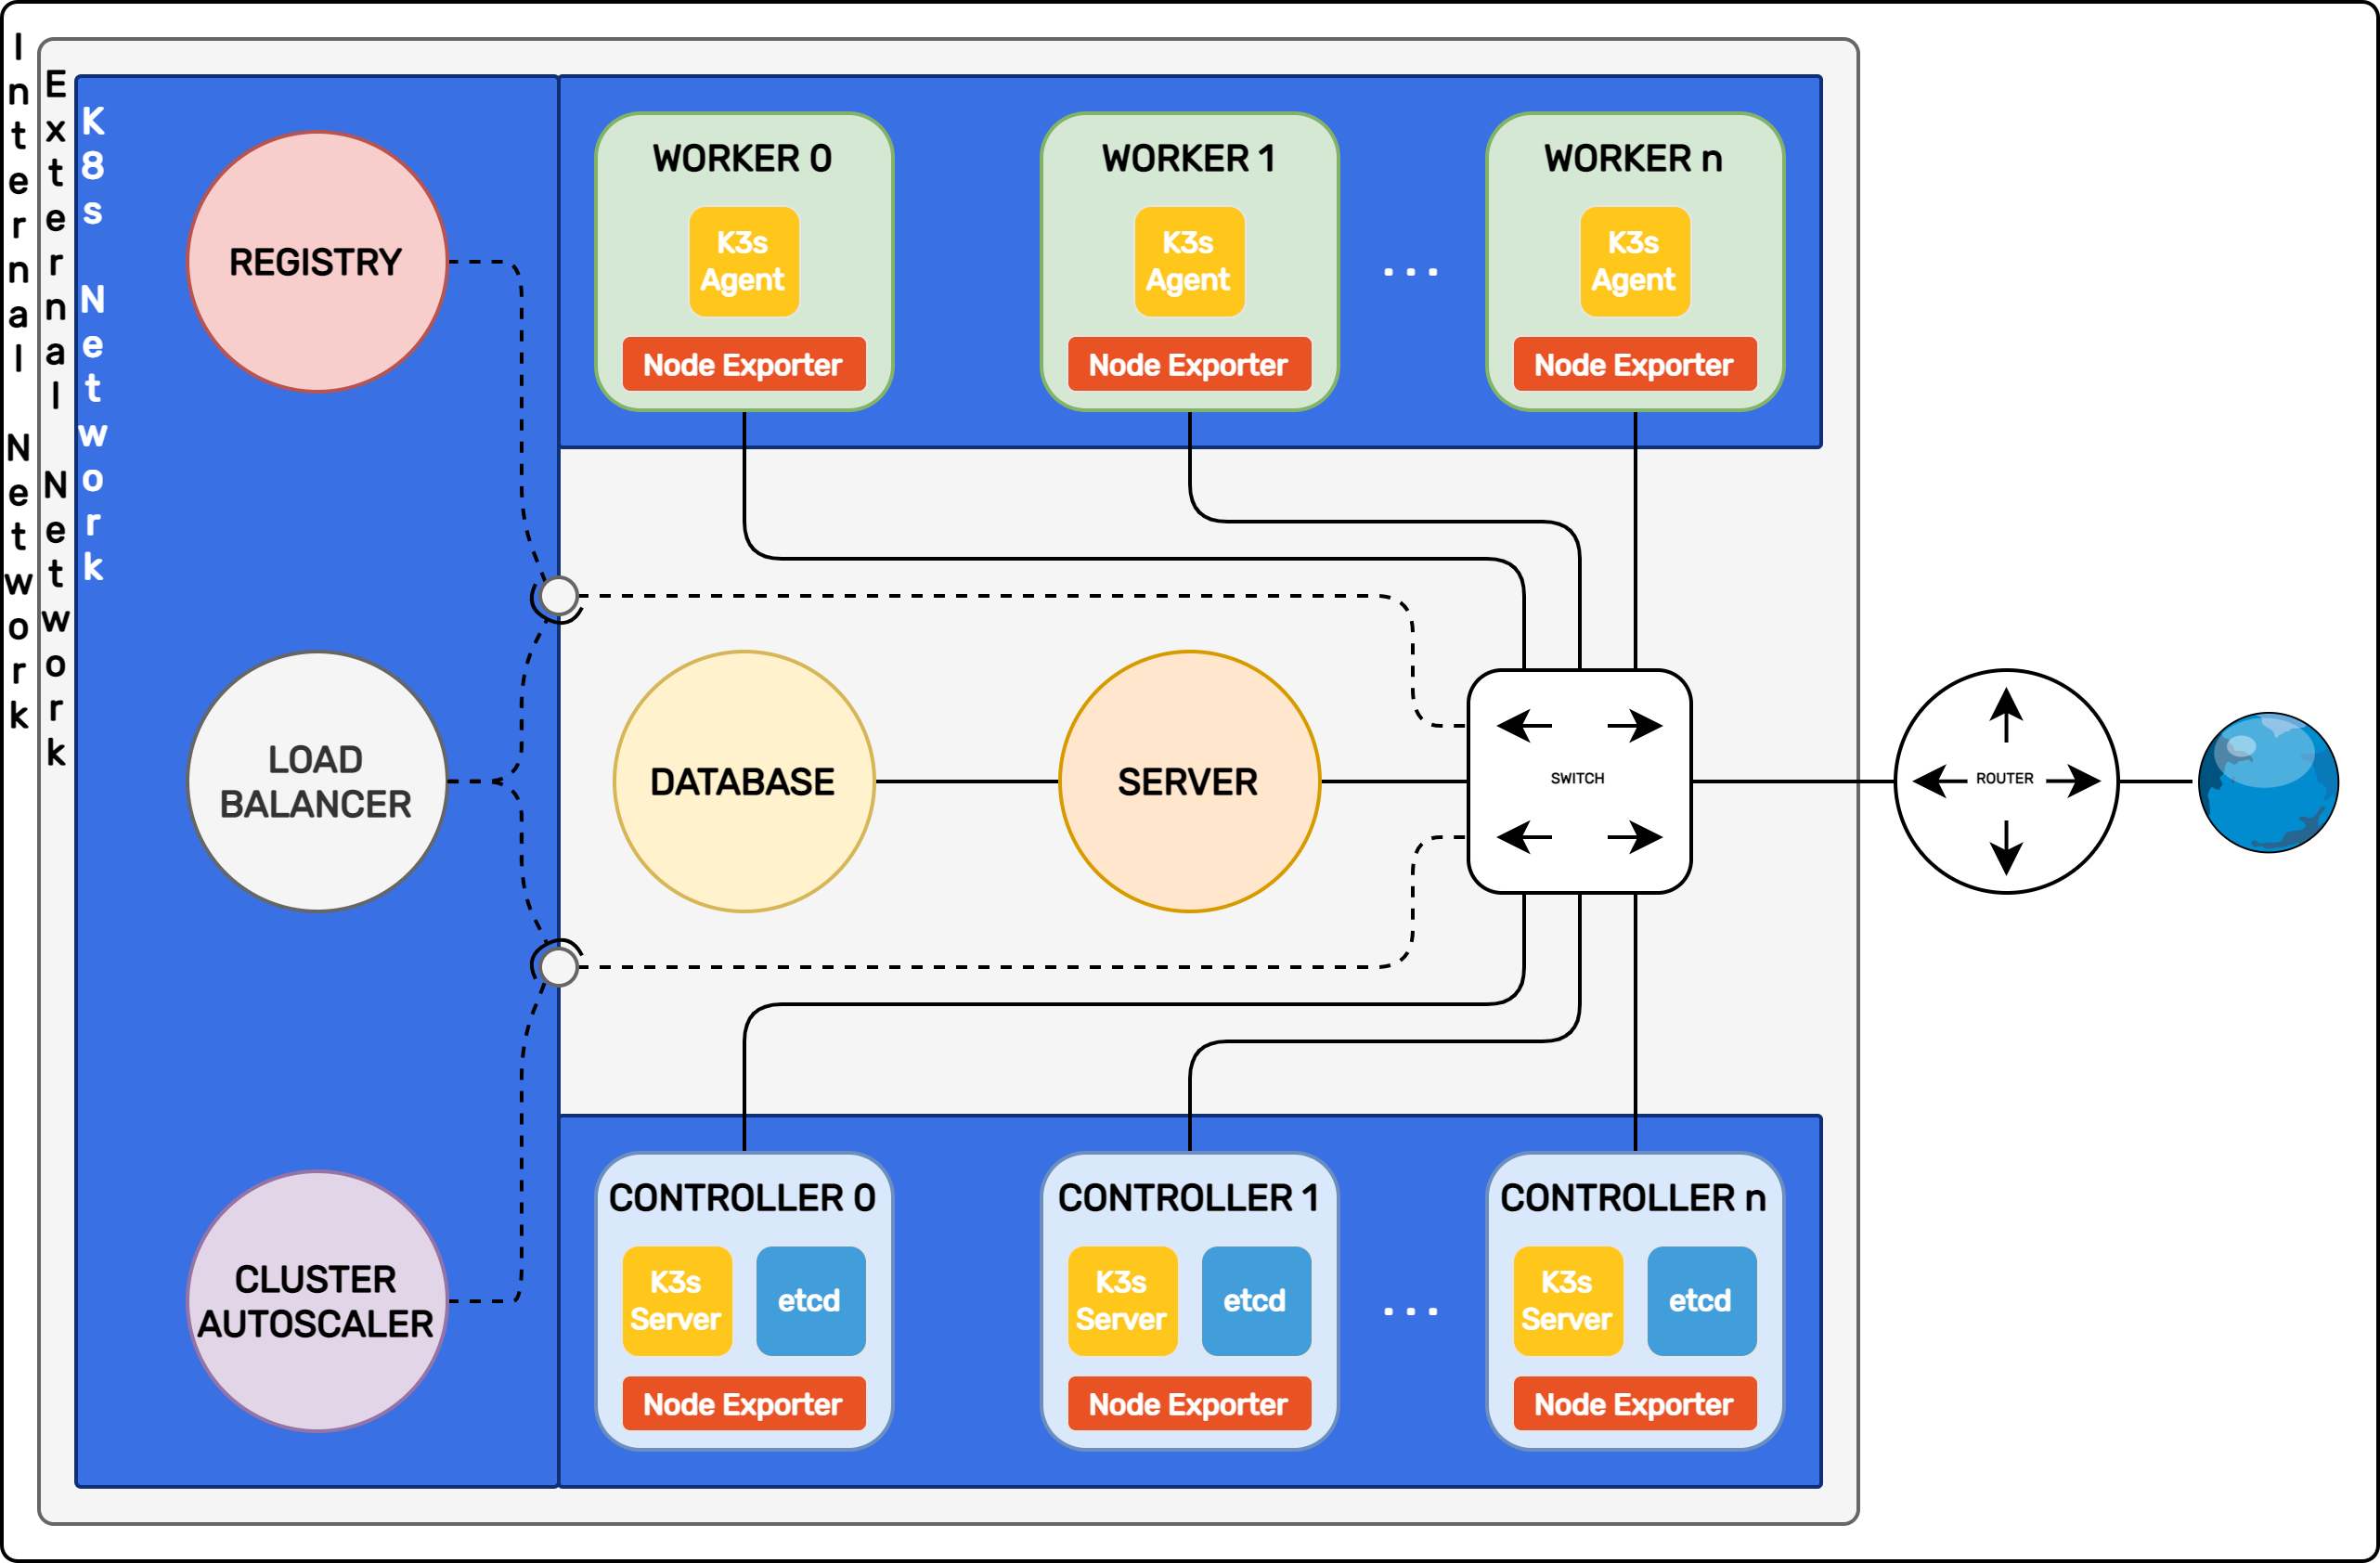 Internal Network
External Network
K8s Network
REGISTRY
LOAD
BALANCER
CLUSTER
AUTOSCALER
WORKER 0
K3s
Agent
Node Exporter
WORKER 1
K3s
Agent
Node Exporter
...
WORKER n
K3s
Agent
Node Exporter
DATABASE
SERVER
SWITCH
ROUTER
CONTROLLER 0
K3s
Server
etcd
Node Exporter
CONTROLLER 1
K3s
Server
etcd
Node Exporter
...
CONTROLLER n
K3s
Server
etcd
Node Exporter